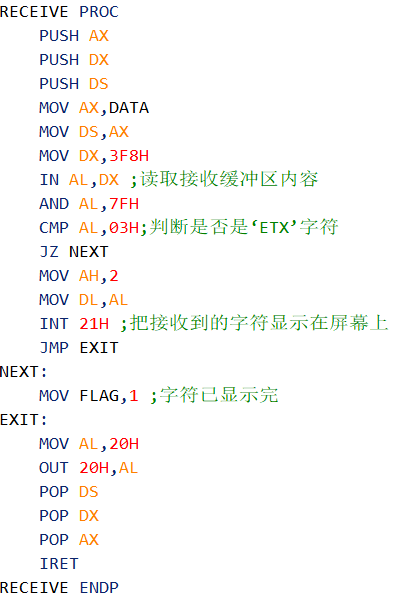 RECEIVE PROC
PUSH AX
PUSH DX
PUSH DS
MOV AX,DATA
MOV DS,AX
MOV DX,3F8H
IN AL,DX ;读取接收缓冲区内容
AND AL,7FH
CMP AL,03H;判断是否是‘ETX’字符
JZ NEXT
MOV AH,2
MOV DL,AL
INT 21H ;把接收到的字符显示在屏幕上
JMP EXIT
NEXT:
MOV FLAG,1 ;字符已显示完
EXIT:
MOV AL,20H
OUT 20H,AL
POP DS
POP DX
POP AX
IRET
RECEIVE ENDP